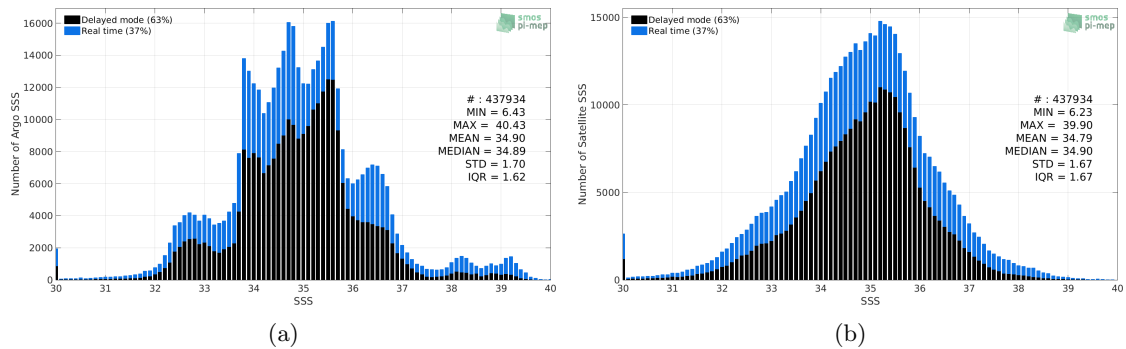 Delayed mode (63%)
Real time (37%)
smos
pi-mep
# : 437934
MIN = 6.43
MAX = 40.43
MEAN = 34.90
MEDIAN = 34.89
STD = 1.70
IQR = 1.62
Number of Argo SSS
16000
14000
12000
10000
8000
6000
4000
2000
0
30 31 32 33 34 35 36 37 38 39 40
SSS
(a)
Delayed mode (63%)
Real time (37%)
smos
pi-mep
# : 437934
MIN = 6.23
MAX = 39.90
MEAN = 34.79
MEDIAN = 34.90
STD = 1.67
IQR = 1.67
Number of Satellite SSS
15000
10000
5000
0
30 31 32 33 34 35 36 37 38 39 40
SSS
(b)